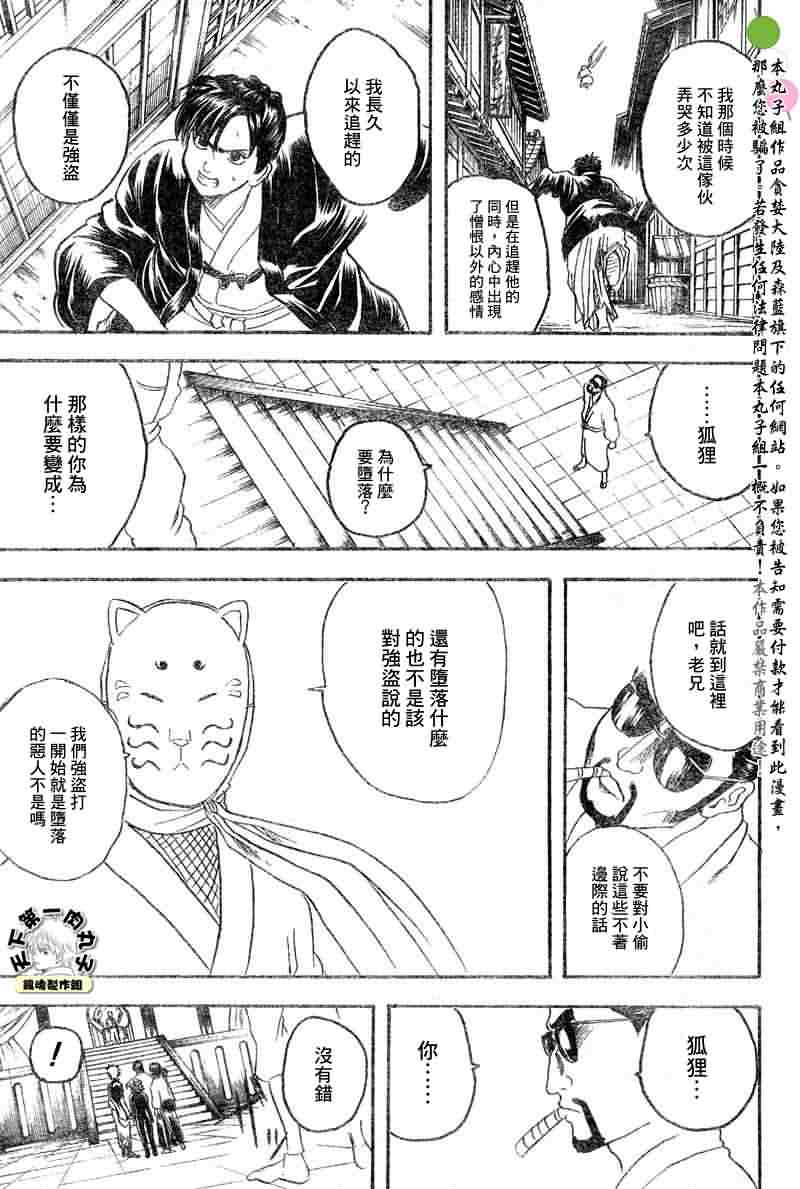 我那個時候
不知道被這傢伙
弄哭多少次
但是在追趕他的
同時，內心中出現
了憎恨以外的感情
我長久
以來追趕的
不僅僅是強盜
……狐狸
為什麼
要墮落？
那樣的你為
什麼要變成…
話就到這裡
吧，老兄
不要對小偷
說這些不著
邊際的話
還有墮落什麼
的也不是該
對強盜說的
我們強盜打
一開始就是墮落
的惡人不是嗎
狐狸…
你……
沒有錯
！
本丸子組作品貪墊大陸及森藍旗下的任何網站。如果您被告知需要付款才能看到此漫畫，
那麼您被騙了！若發生任何法律問題本丸子組一概不負責！本作品嚴禁商業用途！
天下第一肉丸子
製作組